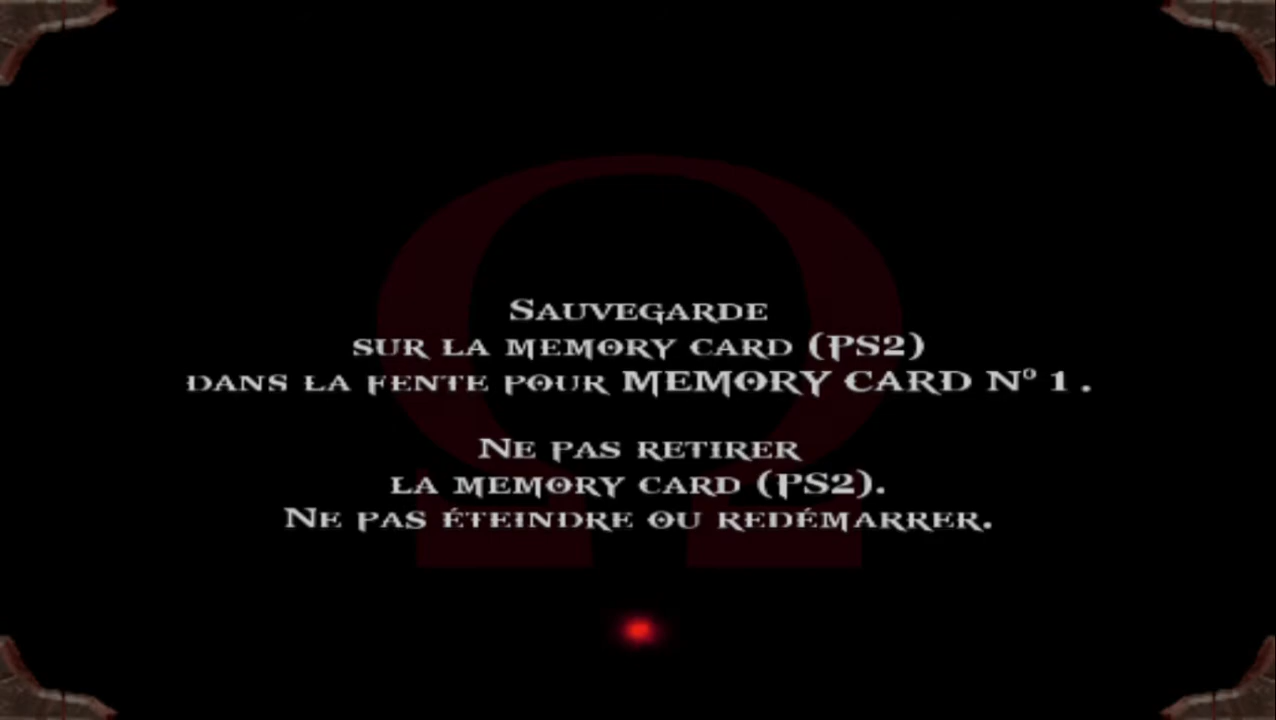 Sauvegarde
sur la memory card (PS2)
dans la fente pour MEMORY CARD Nº 1.
Ne pas retirer
la memory card (PS2).
Ne pas éteindre ou redémarrer.